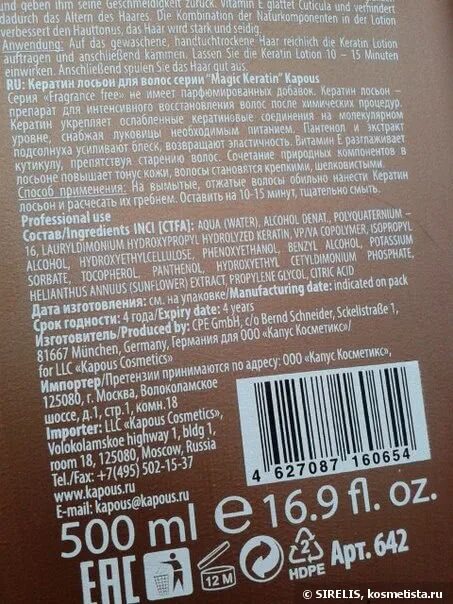 und geben ihm seine Geschmeidigkeit zurück. Vitamin E glättet Cuticula und verhindert
dadurch das Altern des Haares. Die Kombination der Naturkomponenten in der Lotion
verbessert den Hauttonus, das Haar wird stark und seidig.
Anwendung: Auf das gewaschene, handtuchtrockene Haar reichlich die Keratin Lotion
auftragen und anschließend durchkämmen. Lassen Sie die Keratin Lotion 10 – 15 Minuten
einwirken. Anschließend spülen Sie das Haar gut aus.
RU: Кератин лосьон для волос серии "Magic Keratin" Kapous
Серия «Fragrance free» не имеет парфюмированных добавок. Кератин лосьон –
препарат для интенсивного восстановления волос после химических процедур.
Кератин укрепляет ослабленные кератиновые соединения на молекулярном
уровне, снабжая луковицы необходимым питанием. Пантенол и экстракт
подсолнуха усиливают блеск, возвращают эластичность. Витамин Е разглаживает
кутикулу, препятствуя старению волос. Сочетание природных компонентов в
лосьоне повышает тонус кожи, волосы становятся крепкими, шелковистыми.
Способ применения: На вымытые, отжатые волосы обильно нанести Кератин
лосьон и расчесать их гребнем. Оставить на 10-15 минут, тщательно смыть.
Professional use
Состав/Ingredients INCI [CTFA]: AQUA (WATER), ALCOHOL DENAT., POLYQUATERNIUM –
16, LAURYLDIMONIUM HYDROXYPROPYL HYDROLYZED KERATIN, VP/VA COPOLYMER, ISOPROPYL
ALCOHOL, HYDROXYETHYLCELLULOSE, PHENOXYETHANOL, BENZYL ALCOHOL, POTASSIUM
SORBATE, TOCOPHEROL, PANTHENOL, HYDROXYETHYL CETYLDIMONIUM PHOSPHATE,
HELIANTHUS ANNUUS (SUNFLOWER) EXTRACT, PROPYLENE GLYCOL, CITRIC ACID
Дата изготовления: см. на упаковке/Manufacturing date: indicated on pack
Срок годности: 4 года/Expiry date: 4 years
Изготовитель/Produced by: CPE GmbH, c/o Bernd Schneider, Sckellstraße 1,
81667 München, Germany, Германия для ООО «Капус Косметикс»/
for LLC «Kapous Cosmetics»
Импортер/Претензии принимаются по адресу: ООО «Капус Косметикс»,
125080, г. Москва, Волоколамское
шоссе, д.1, стр.1, комн.18
Importer: LLC «Kapous Cosmetics»,
Volokolamskoe highway 1, bldg 1,
room 18, 125080, Moscow, Russia
Tel./Fax: +7(495) 502-15-37
www.kapous.ru
E-mail: kapous@kapous.ru
4 627087 160654
500 ml e 16.9 fl. oz.
EAC 12 M 2 HDPE Арт. 642
© SIRELIS, kosmetista.ru